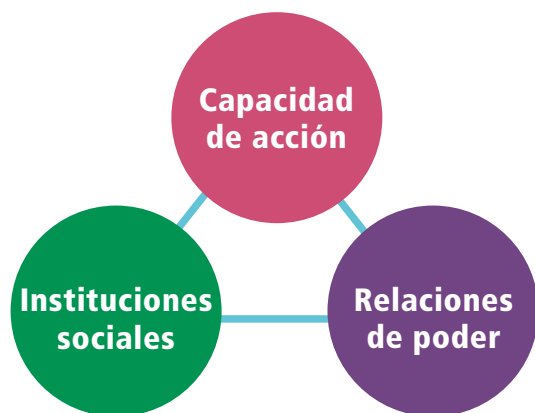 Capacidad
de acción
Instituciones
sociales
Relaciones
de poder